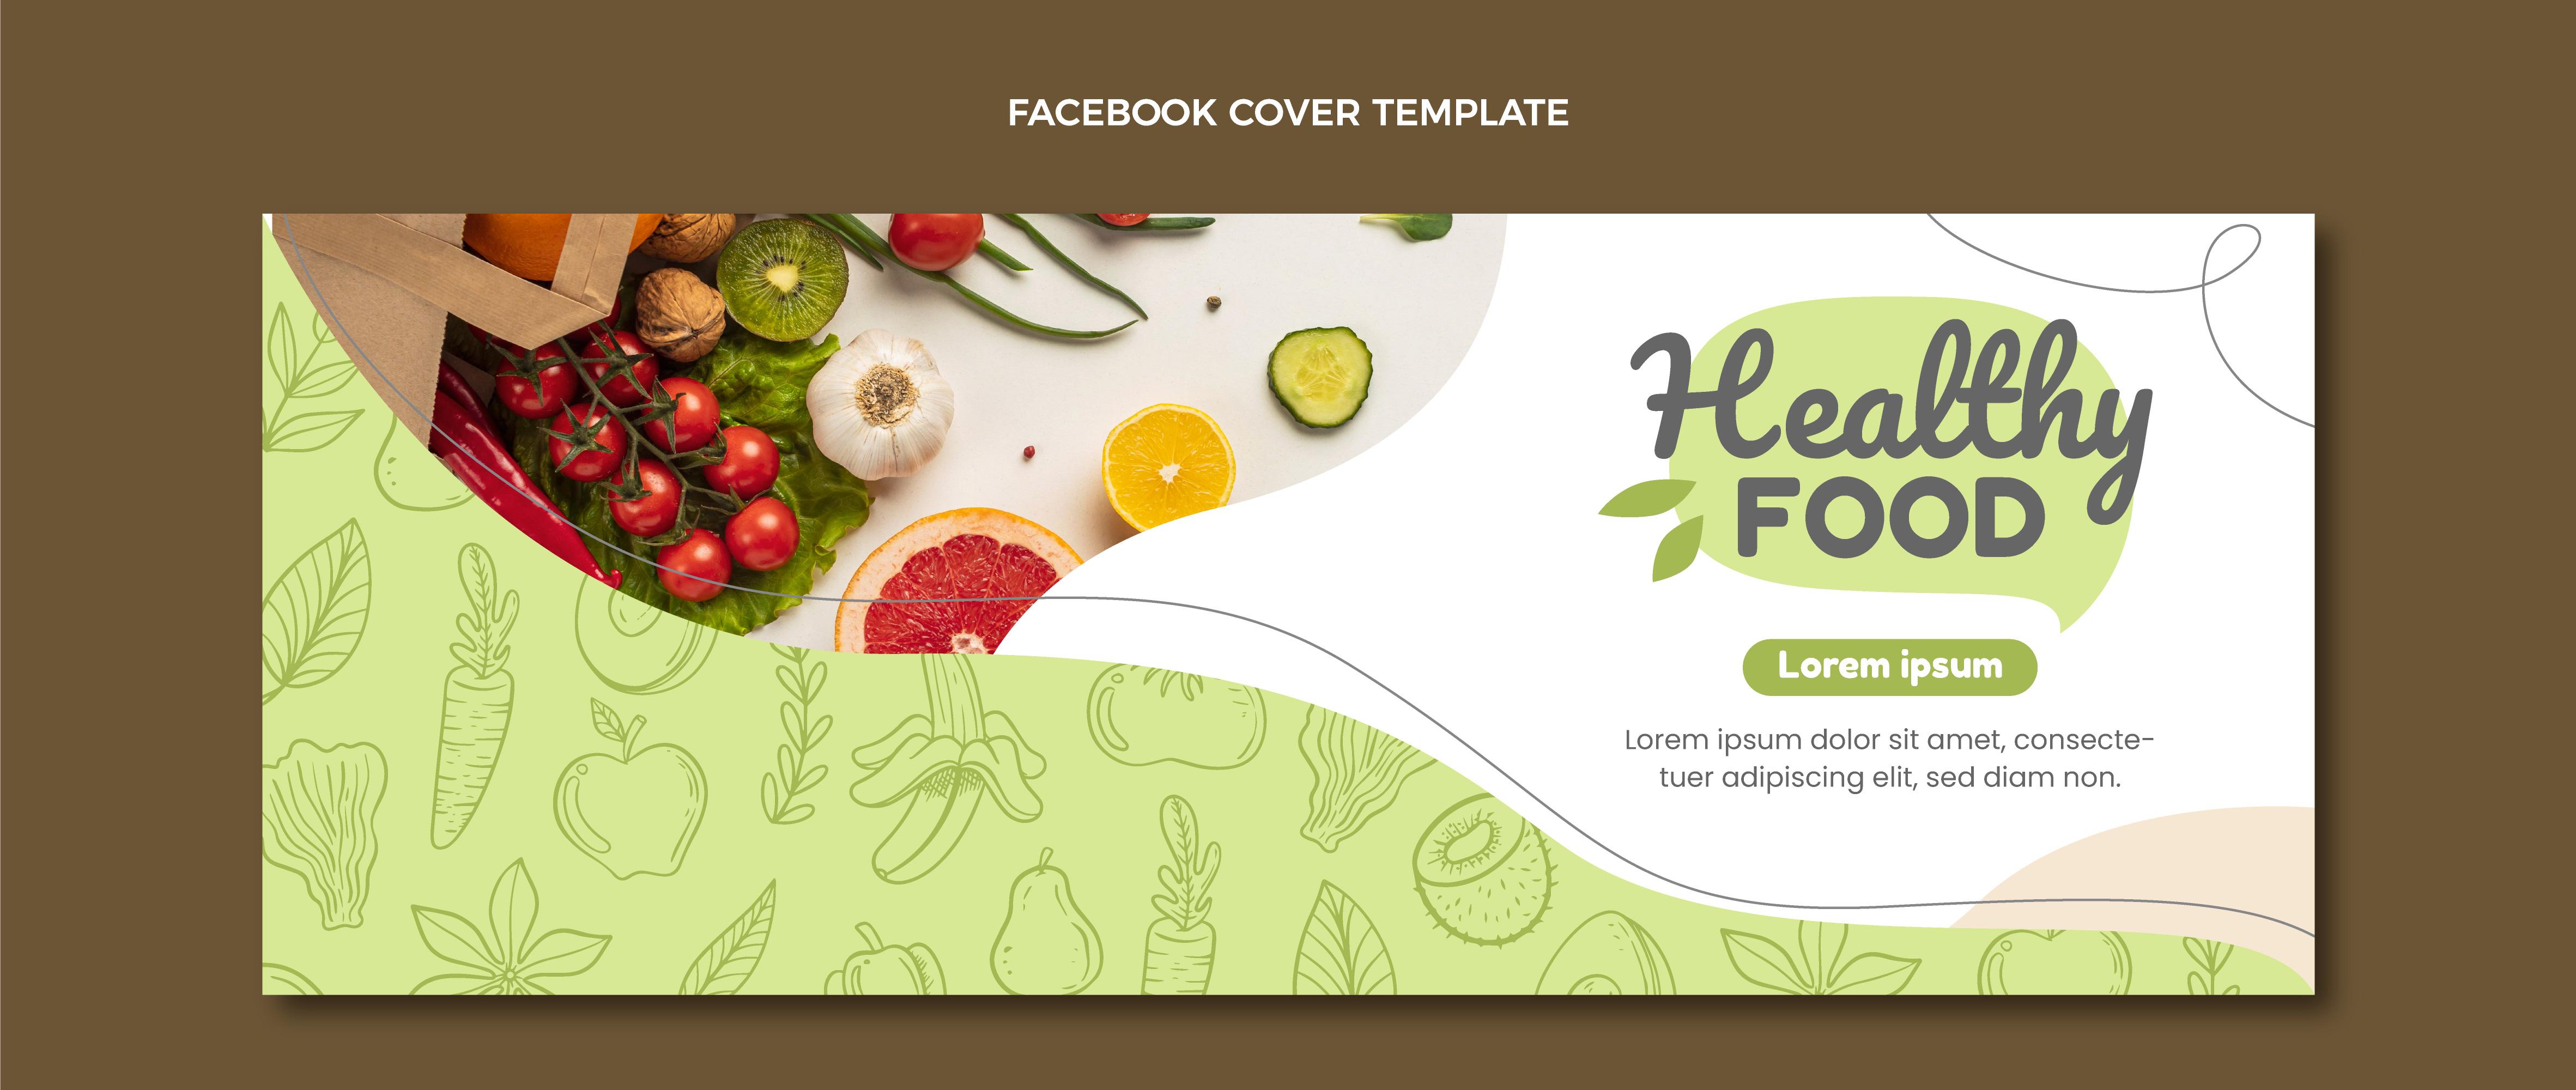 FACEBOOK COVER TEMPLATE
Healthy
FOOD
Lorem ipsum
Lorem ipsum dolor sit amet, consecte-
tuer adipiscing elit, sed diam non.